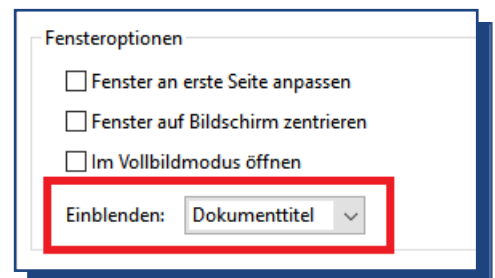 Fensteroptionen
Fenster an erste Seite anpassen
Fenster auf Bildschirm zentrieren
Im Vollbildmodus öffnen
Einblenden: Dokumenttitel